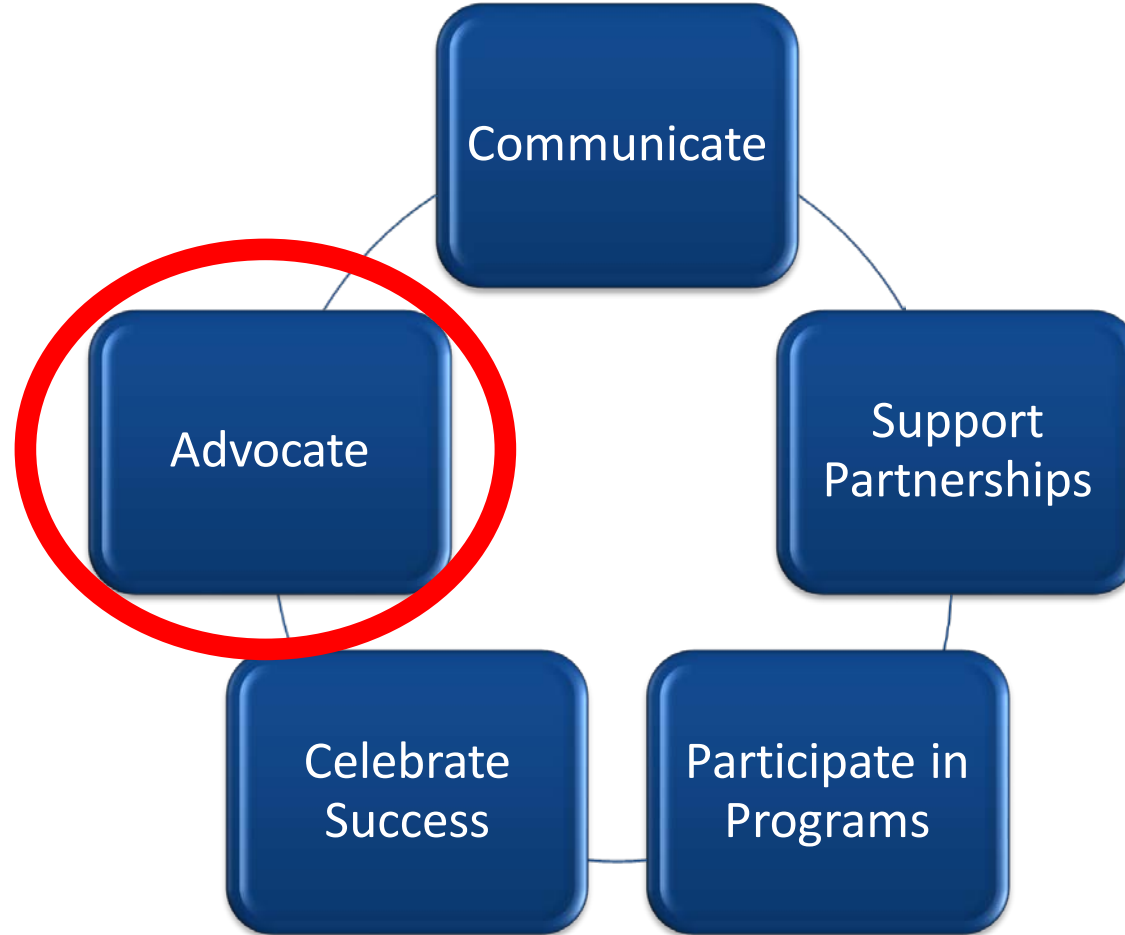 Communicate
Advocate
Support
Partnerships
Celebrate
Success
Participate in
Programs